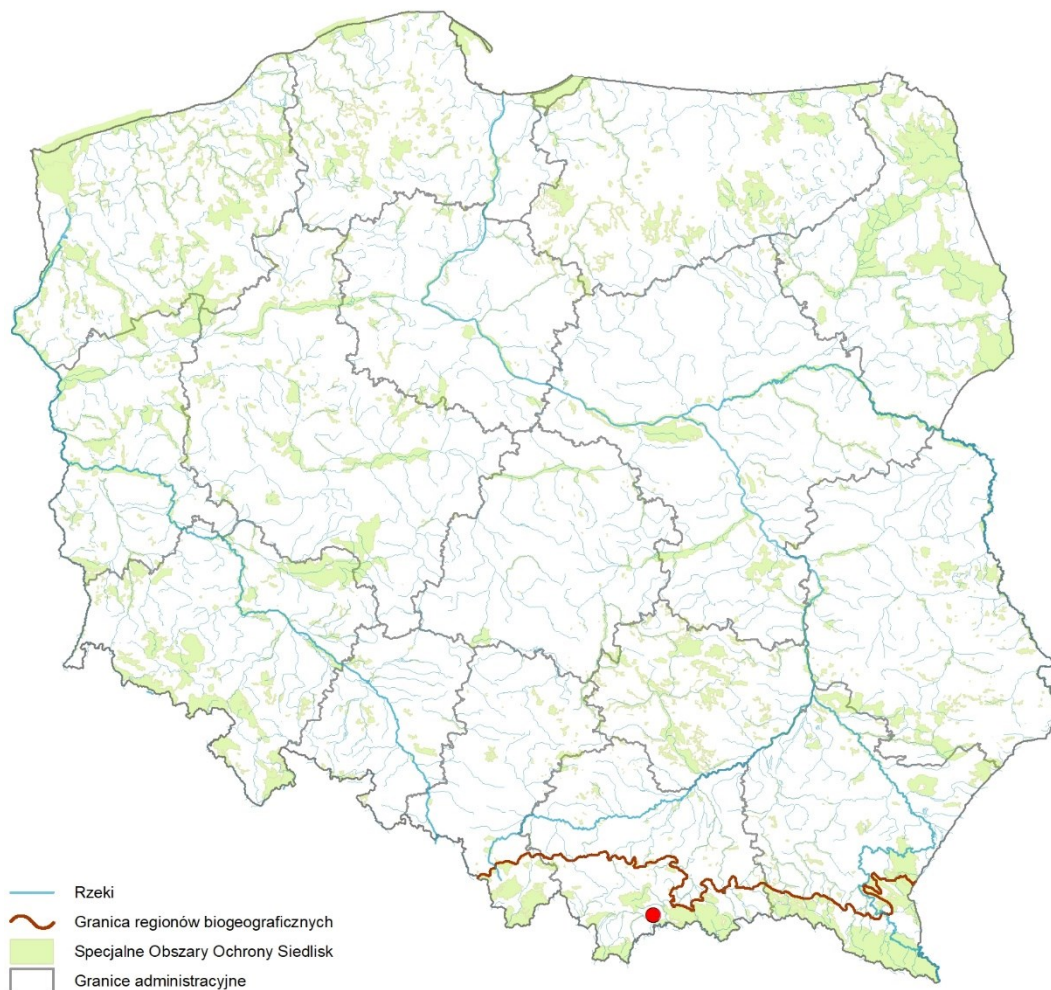 Rzeki
Granica regionów biogeograficznych
Specjalne Obszary Ochrony Siedlisk
Granice administracyjne